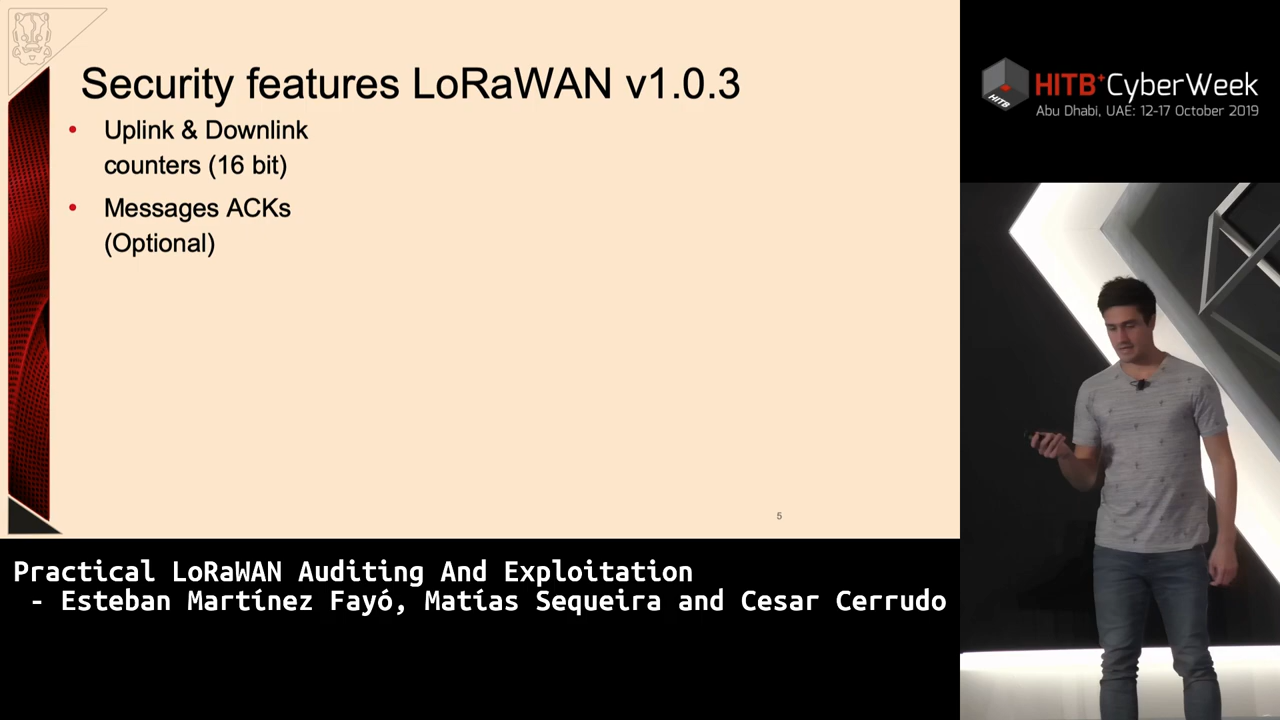 Security features LoRaWAN v1.0.3
• Uplink & Downlink
counters (16 bit)
• Messages ACKs
(Optional)
5
HITB+CyberWeek
HITB
Abu Dhabi, UAE: 12-17 October 2019
Practical LoRaWAN Auditing And Exploitation
- Esteban Martínez Fayó, Matías Sequeira and Cesar Cerrudo